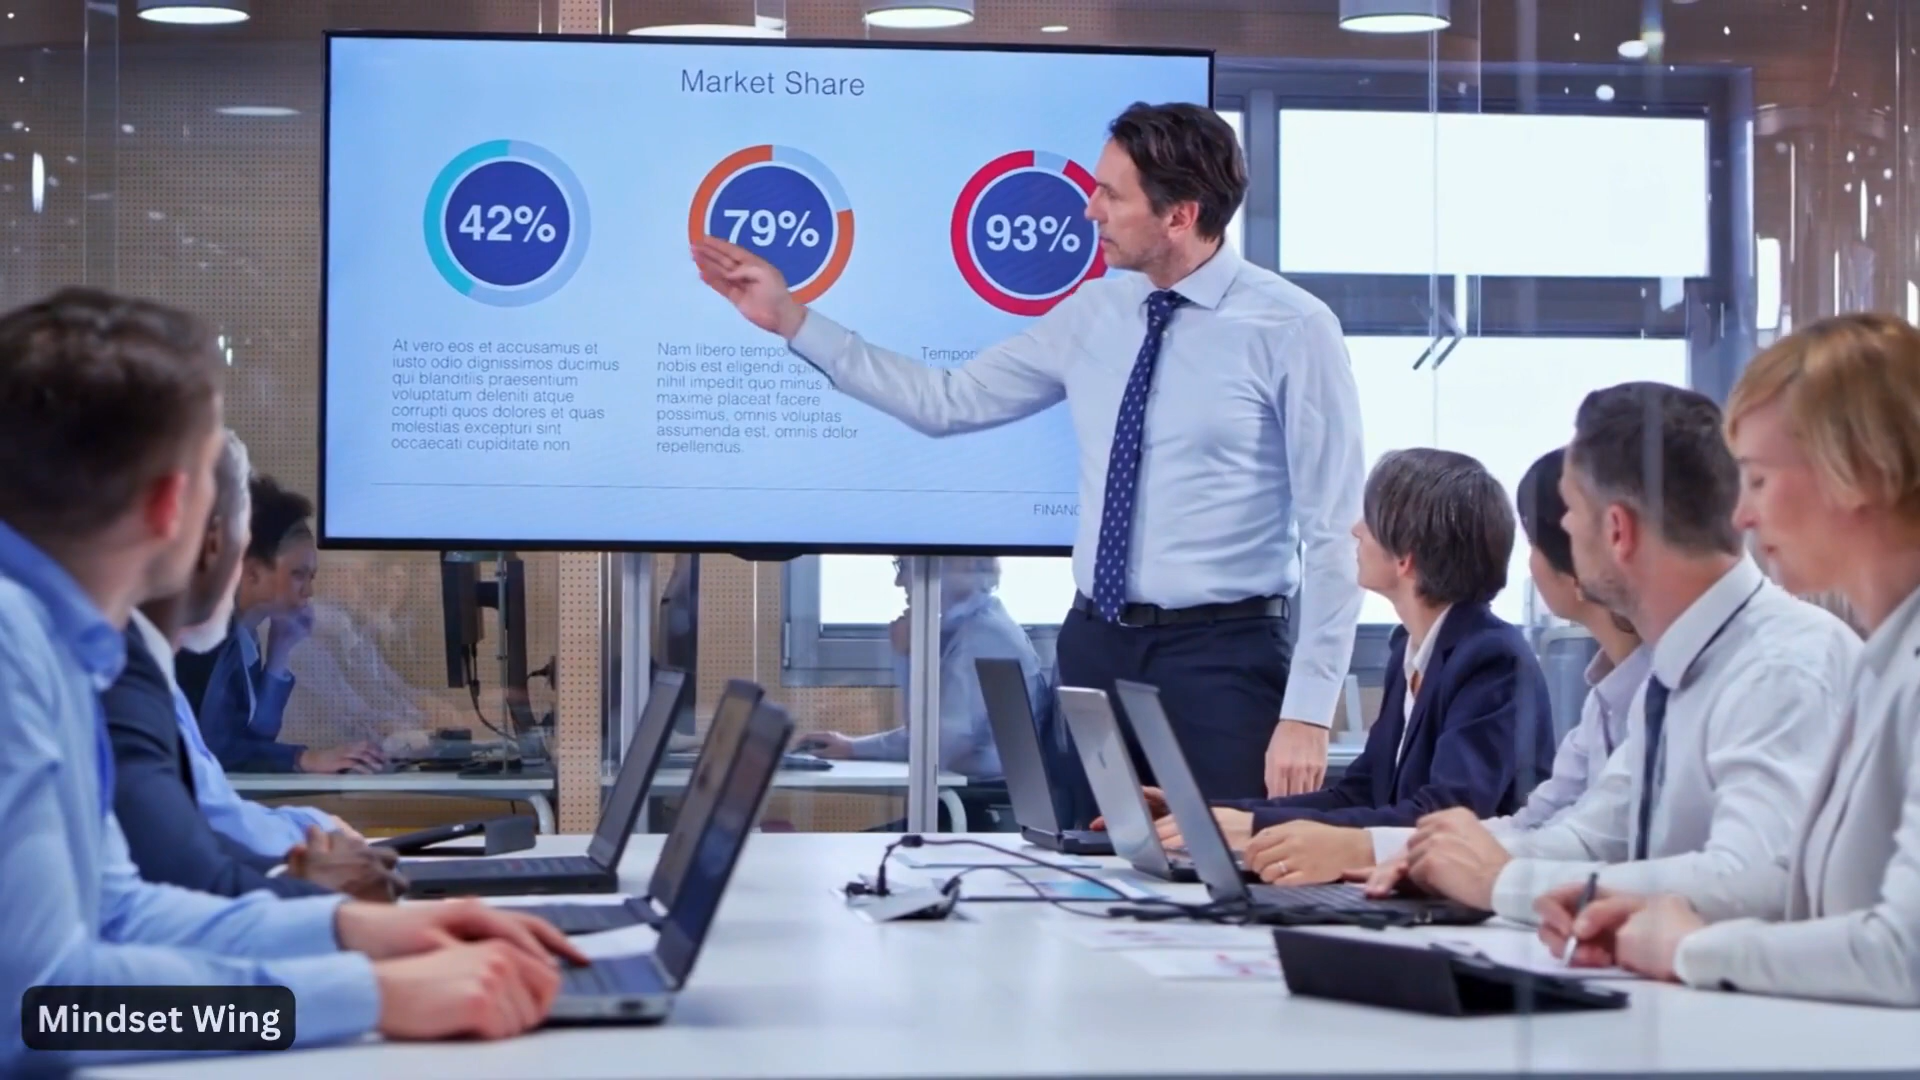 Market Share
42%
79%
93%
At vero eos et accusamus et
iusto odio dignissimos ducimus
qui blanditiis praesentium
voluptatum deleniti atque
corrupti quos dolores et quas
molestias excepturi sint
occaecati cupiditate non
Nam libero
nobis est eligendi
nihil impedit quo minus
maxime placeat facere
possimus, omnis voluptas
assumenda est, omnis dolor
repellendus.
Mindset Wing